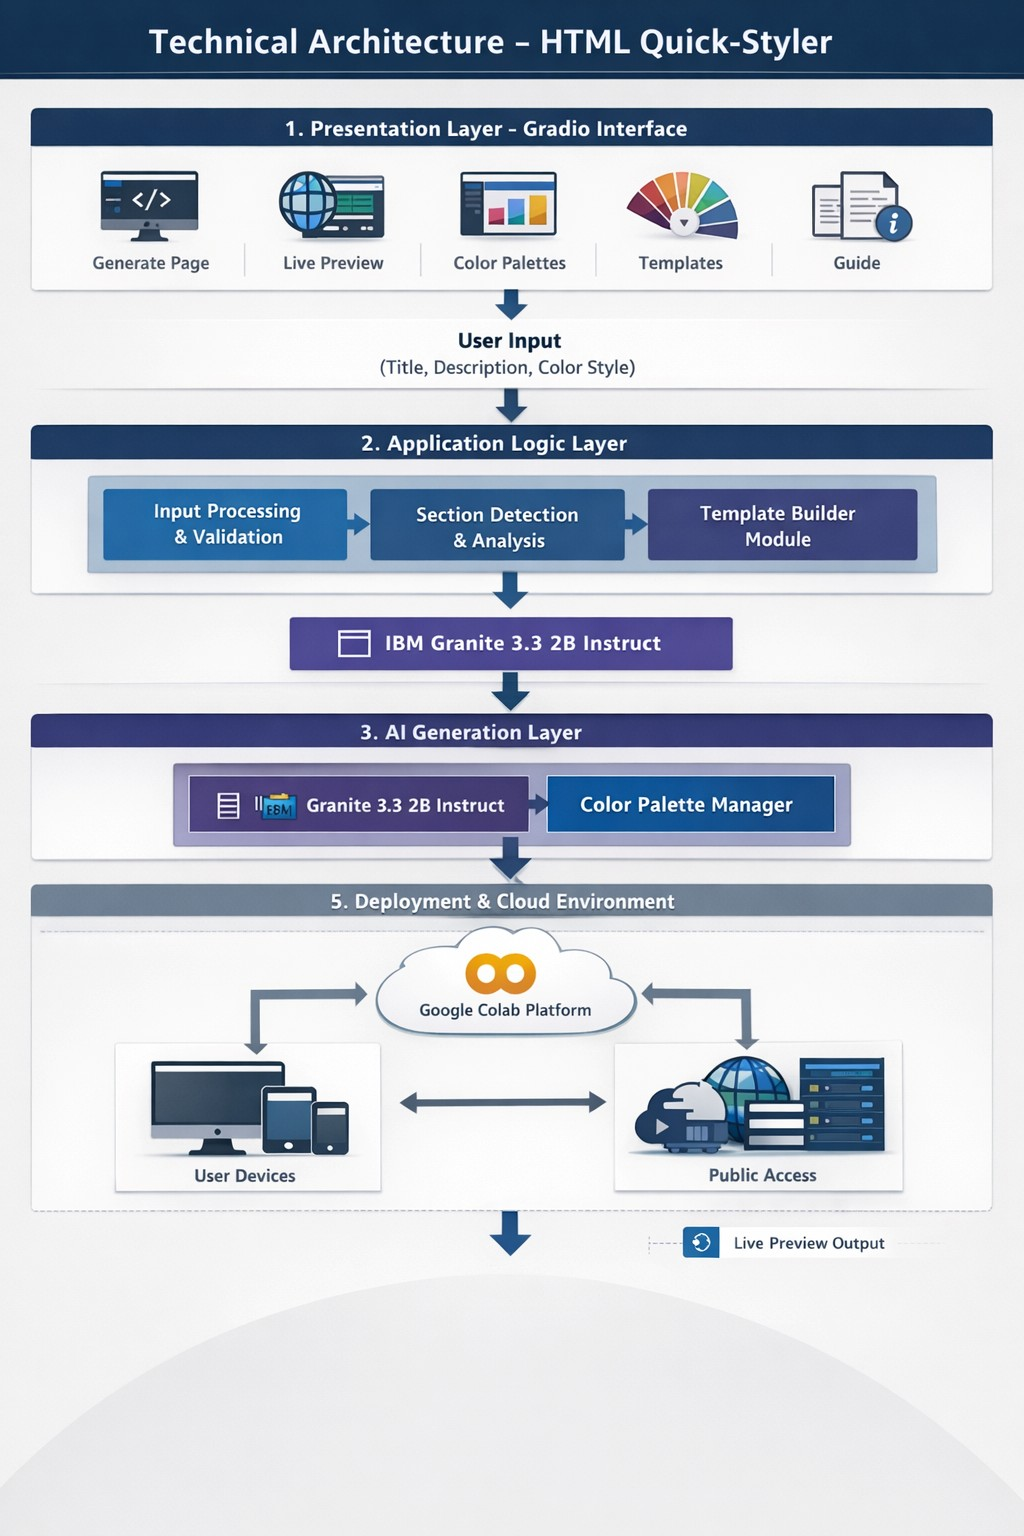 Technical Architecture – HTML Quick-Styler
1. Presentation Layer – Gradio Interface
</>
i
Generate Page
Live Preview
Color Palettes
Templates
Guide
User Input
(Title, Description, Color Style)
2. Application Logic Layer
Input Processing
& Validation
Section Detection
& Analysis
Template Builder
Module
IBM Granite 3.3 2B Instruct
3. AI Generation Layer
Granite 3.3 2B Instruct
Color Palette Manager
5. Deployment & Cloud Environment
Google Colab Platform
User Devices
Public Access
Live Preview Output